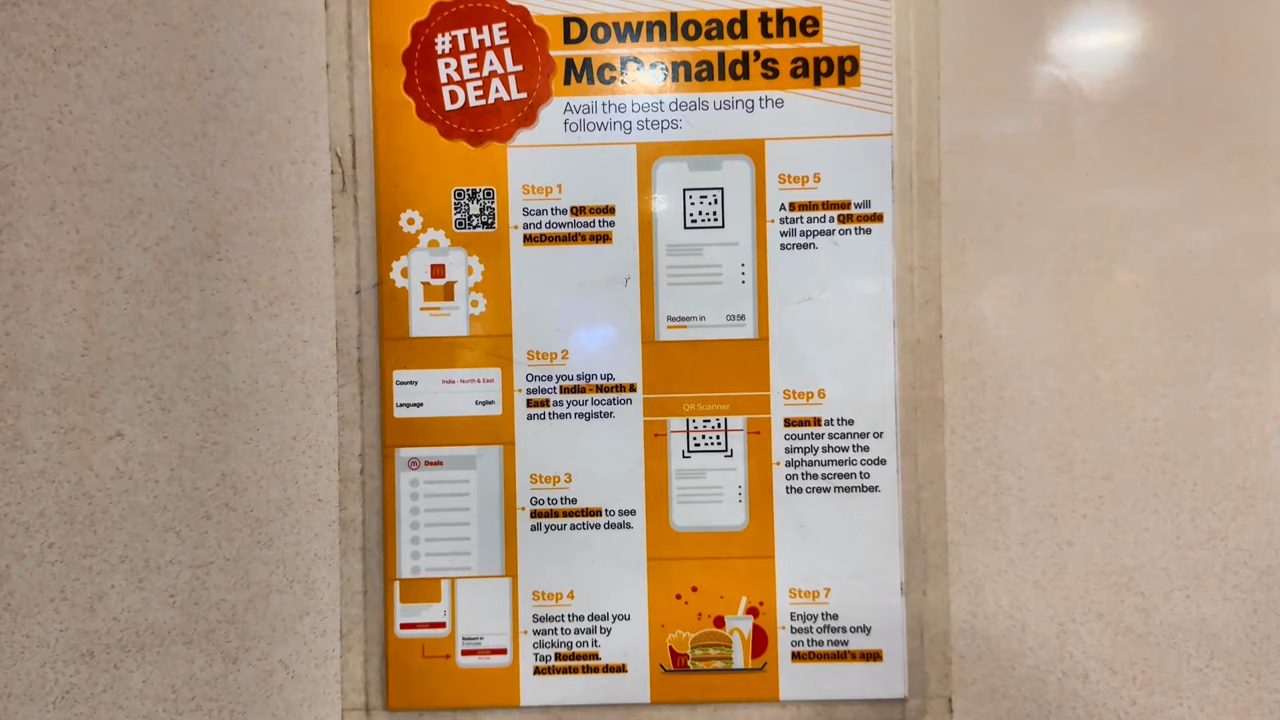 #THE
REAL
DEAL
Download the
McDonald's app
Avail the best deals using the
following steps:
Step 1
Scan the QR code
and download the
McDonald's app.
Download
Step 2
Once you sign up,
select India - North &
East as your location
and then register.
Country India - North & East
Language English
Step 3
Go to the
deals section to see
all your active deals.
Deals
Step 4
Select the deal you
want to avail by
clicking on it.
Tap Redeem.
Activate the deal.
Redeem in
5 minutes
Step 5
A 5 min timer will
start and a QR code
will appear on the
screen.
Redeem in 03:56
Step 6
Scan it at the
counter scanner or
simply show the
alphanumeric code
on the screen to
the crew member.
QR Scanner
Step 7
Enjoy the
best offers only
on the new
McDonald's app.